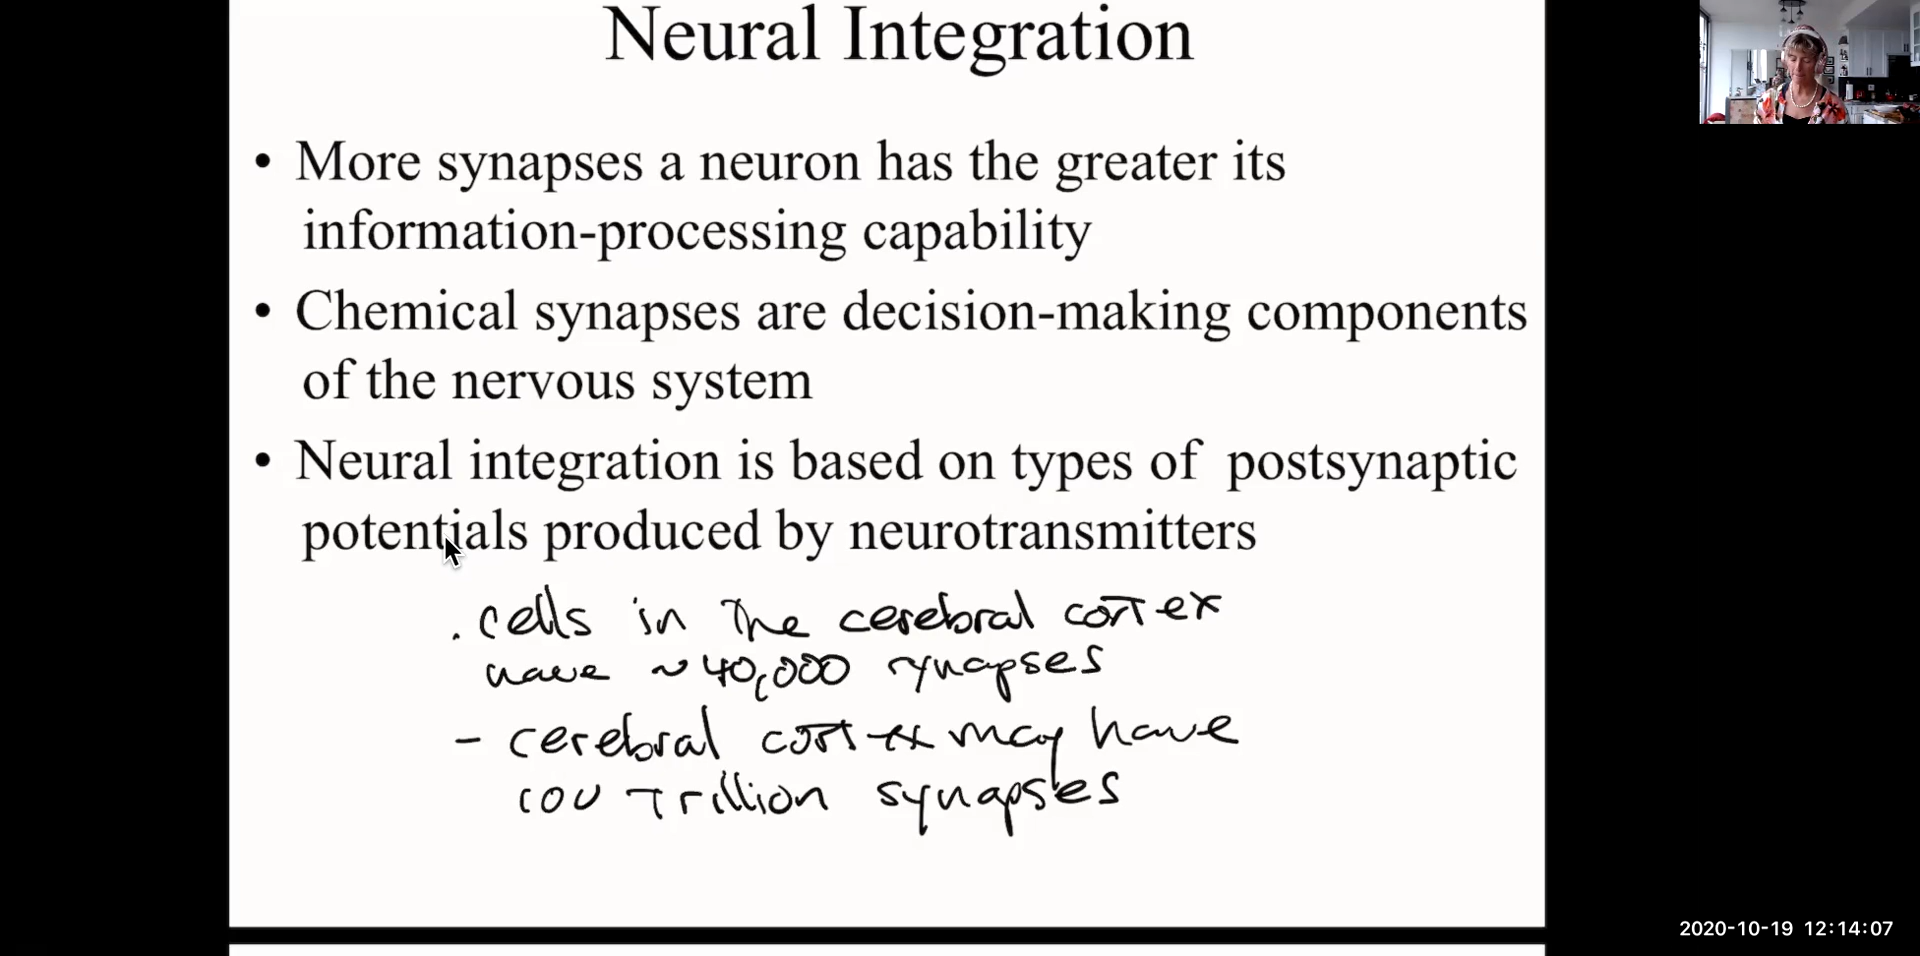 Neural Integration
• More synapses a neuron has the greater its
information-processing capability
• Chemical synapses are decision-making components
of the nervous system
• Neural integration is based on types of postsynaptic
potentials produced by neurotransmitters
. cells in the cerebral cortex
have ~ 40,000 synapses
- cerebral cortex may have
100 trillion synapses
2020-10-19 12:14:07